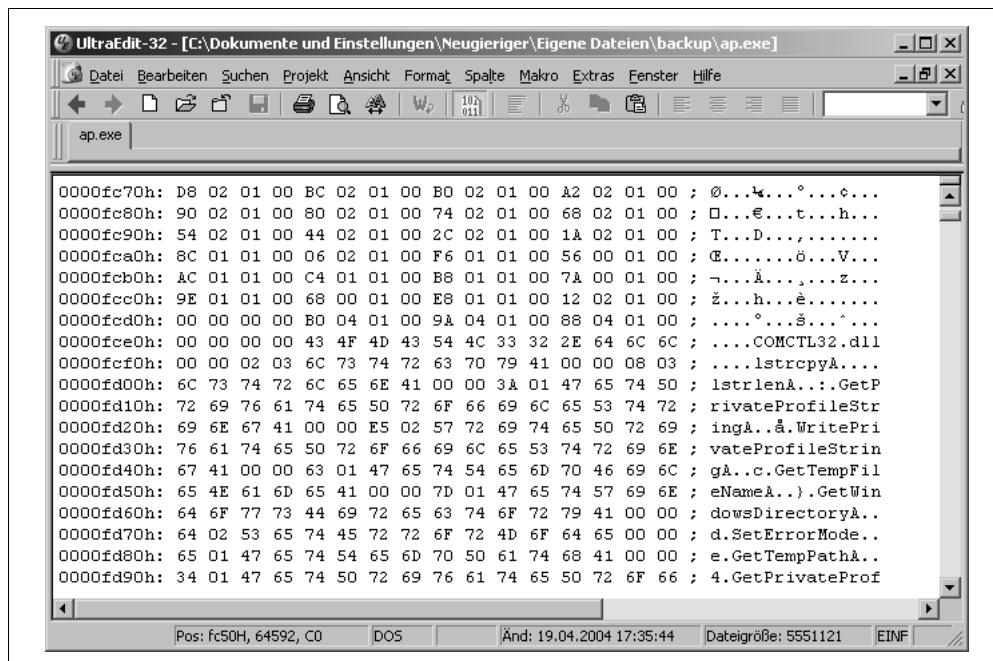 UltraEdit-32 - [C:\Dokumente und Einstellungen\Neugieriger\Eigene Dateien\backup\ap.exe]
Datei Bearbeiten Suchen Projekt Ansicht Format Spalte Makro Extras Fenster Hilfe
ap.exe
0000fc70h: D8 02 01 00 BC 02 01 00 B0 02 01 00 A2 02 01 00 ; Ø...¼...°...¢...
0000fc80h: 90 02 01 00 80 02 01 00 74 02 01 00 68 02 01 00 ; □...€...t...h...
0000fc90h: 54 02 01 00 44 02 01 00 2C 02 01 00 1A 02 01 00 ; T...D...,.......
0000fca0h: 8C 01 01 00 06 02 01 00 F6 01 01 00 56 00 01 00 ; Œ.......ö...V...
0000fcb0h: AC 01 01 00 C4 01 01 00 B8 01 01 00 7A 00 01 00 ; ¬...Ä...¸...z...
0000fcc0h: 9E 01 01 00 68 00 01 00 E8 01 01 00 12 02 01 00 ; ž...h...è.......
0000fcd0h: 00 00 00 00 B0 04 01 00 9A 04 01 00 88 04 01 00 ; ....°...š...ˆ...
0000fce0h: 00 00 00 00 43 4F 4D 43 54 4C 33 32 2E 64 6C 6C ; ....COMCTL32.dll
0000fcf0h: 00 00 02 03 6C 73 74 72 63 70 79 41 00 00 08 03 ; ....lstrcpyA....
0000fd00h: 6C 73 74 72 6C 65 6E 41 00 00 3A 01 47 65 74 50 ; lstrlenA..:.GetP
0000fd10h: 72 69 76 61 74 65 50 72 6F 66 69 6C 65 53 74 72 ; rivateProfileStr
0000fd20h: 69 6E 67 41 00 00 E5 02 57 72 69 74 65 50 72 69 ; ingA..å.WritePri
0000fd30h: 76 61 74 65 50 72 6F 66 69 6C 65 53 74 72 69 6E ; vateProfileStrin
0000fd40h: 67 41 00 00 63 01 47 65 74 54 65 6D 70 46 69 6C ; gA..c.GetTempFil
0000fd50h: 65 4E 61 6D 65 41 00 00 7D 01 47 65 74 57 69 6E ; eNameA..}.GetWin
0000fd60h: 64 6F 77 73 44 69 72 65 63 74 6F 72 79 41 00 00 ; dowsDirectoryA..
0000fd70h: 64 02 53 65 74 45 72 72 6F 72 4D 6F 64 65 00 00 ; d.SetErrorMode..
0000fd80h: 65 01 47 65 74 54 65 6D 70 50 61 74 68 41 00 00 ; e.GetTempPathA..
0000fd90h: 34 01 47 65 74 50 72 69 76 61 74 65 50 72 6F 66 ; 4.GetPrivateProf
Pos: fc50H, 64592, C0 DOS Änd: 19.04.2004 17:35:44 Dateigröße: 5551121 EINF